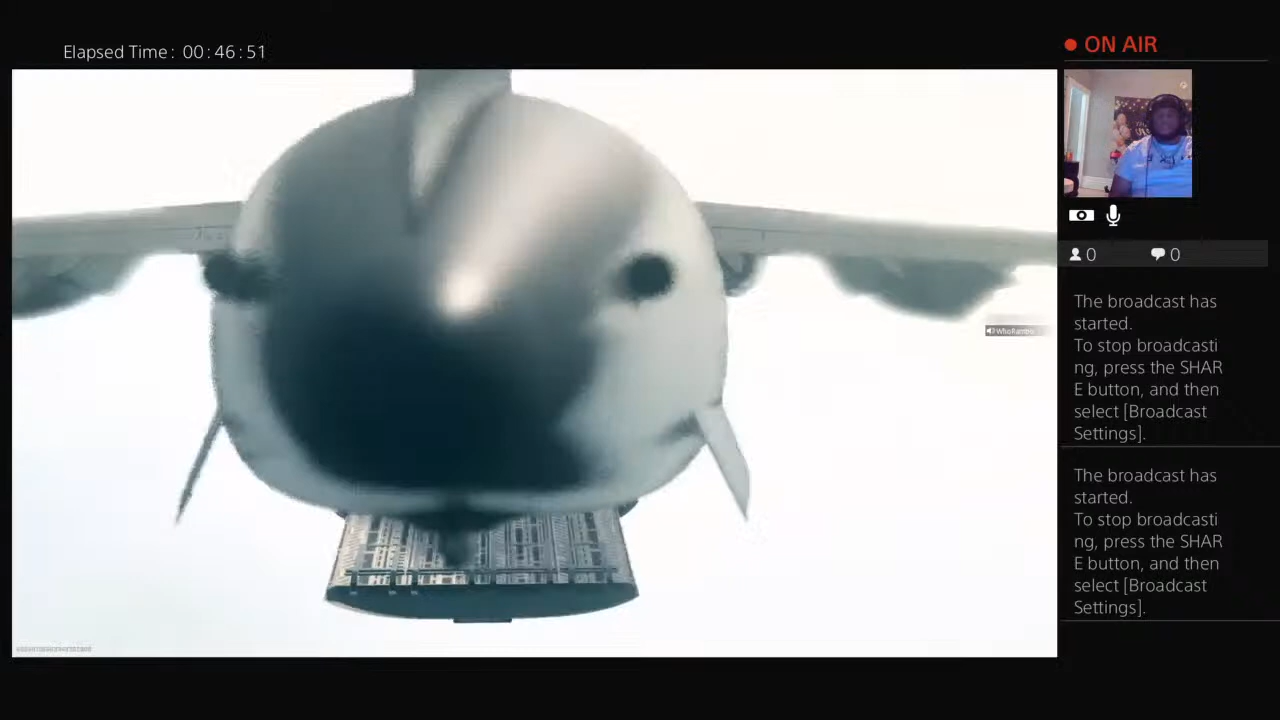 Elapsed Time: 00:46:51
ON AIR
0
0
WhoRambo
The broadcast has
started.
To stop broadcasti
ng, press the SHAR
E button, and then
select [Broadcast
Settings].
The broadcast has
started.
To stop broadcasti
ng, press the SHAR
E button, and then
select [Broadcast
Settings].